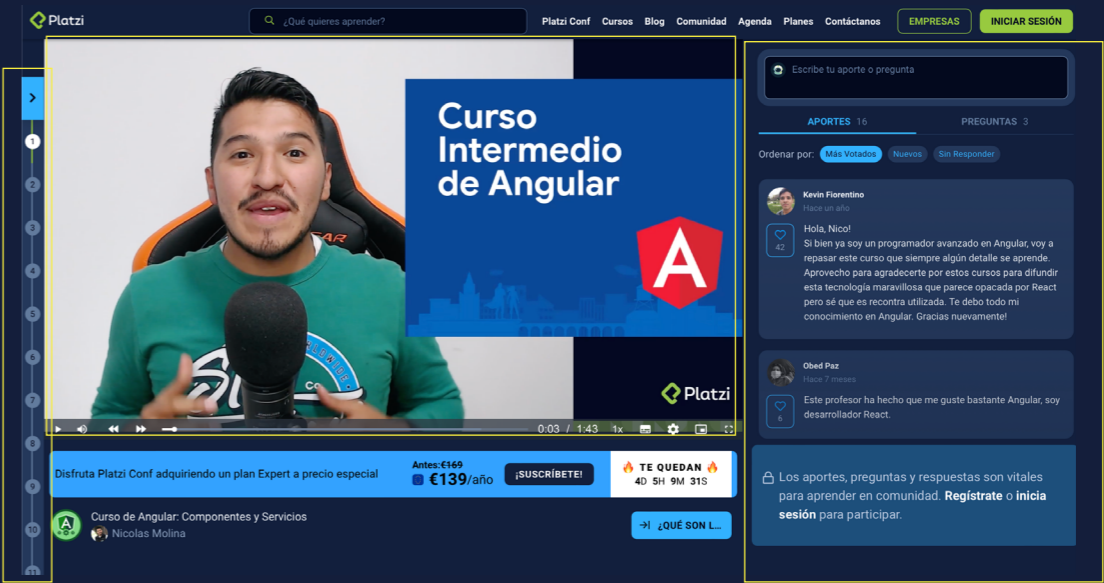 Platzi
¿Qué quieres aprender?
Platzi Conf Cursos Blog Comunidad Agenda Planes Contáctanos
EMPRESAS
INICIAR SESIÓN
1
2
3
4
5
6
7
8
9
10
11
Curso
Intermedio
de Angular
A
Platzi
0:03 / 1:43 1x
Disfruta Platzi Conf adquiriendo un plan Expert a precio especial
Antes: €169
€139/año
¡SUSCRÍBETE!
🔥 TE QUEDAN 🔥
4D 5H 9M 31S
Curso de Angular: Componentes y Servicios
Nicolas Molina
¿QUÉ SON L...
Escribe tu aporte o pregunta
APORTES 16
PREGUNTAS 3
Ordenar por: Más Votados Nuevos Sin Responder
Kevin Fiorentino
Hace un año
42
Hola, Nico!
Si bien ya soy un programador avanzado en Angular, voy a
repasar este curso que siempre algún detalle se aprende.
Aprovecho para agradecerte por estos cursos para difundir
esta tecnología maravillosa que parece opacada por React
pero sé que es recontra utilizada. Te debo todo mi
conocimiento en Angular. Gracias nuevamente!
Obed Paz
Hace 7 meses
6
Este profesor ha hecho que me guste bastante Angular, soy
desarrollador React.
Los aportes, preguntas y respuestas son vitales
para aprender en comunidad. Regístrate o inicia
sesión para participar.